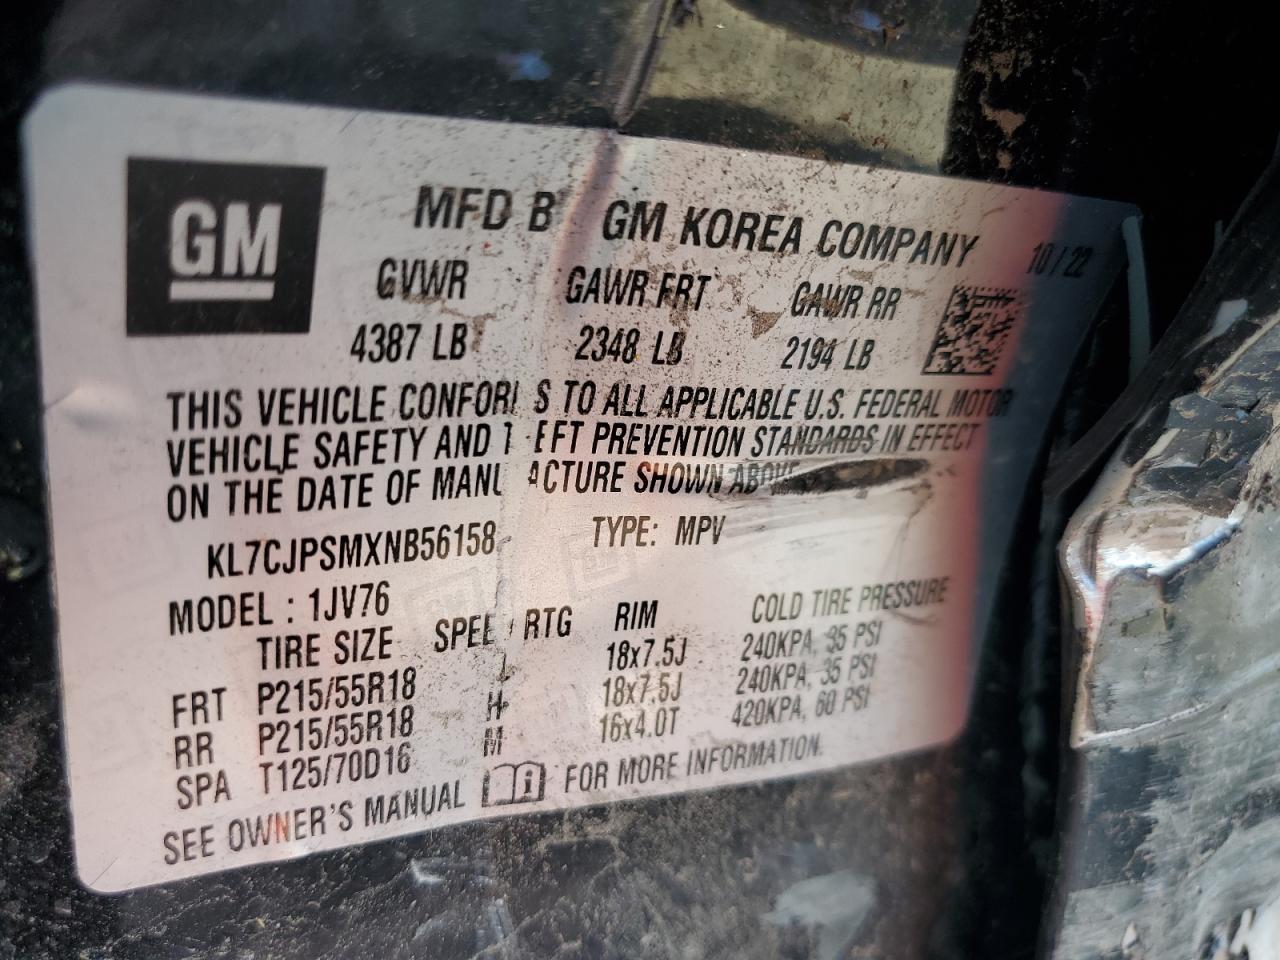 GM
MFD B GM KOREA COMPANY 10/22
GVWR GAWR FRT GAWR RR
4387 LB 2348 LB 2194 LB
THIS VEHICLE CONFOR S TO ALL APPLICABLE U.S. FEDERAL MOTOR
VEHICLE SAFETY AND T EFT PREVENTION STANDARDS IN EFFECT
ON THE DATE OF MANU ACTURE SHOWN ABOVE
KL7CJPSMXNB56158 TYPE: MPV
MODEL : 1JV76
TIRE SIZE SPEE RTG RIM COLD TIRE PRESSURE
FRT P215/55R18 18x7.5J 240KPA, 35 PSI
RR P215/55R18 H 18x7.5J 240KPA, 35 PSI
SPA T125/70D16 M 16x4.0T 420KPA, 60 PSI
SEE OWNER'S MANUAL FOR MORE INFORMATION.